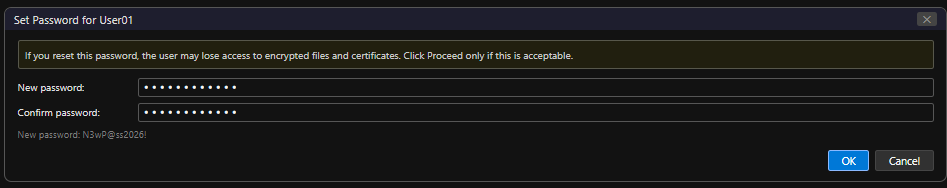 Set Password for User01
If you reset this password, the user may lose access to encrypted files and certificates. Click Proceed only if this is acceptable.
New password: ••••••••••••
Confirm password: ••••••••••••
New password: N3wP@ss2026!
OK Cancel